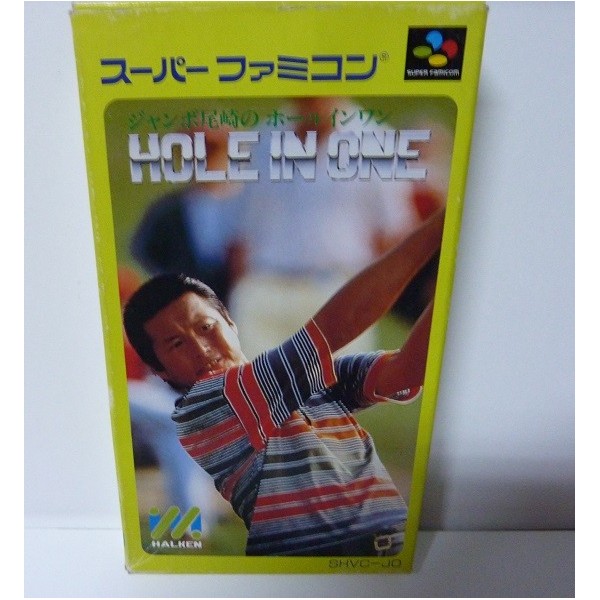 スーパーファミコン®
SUPER FAMICOM
ジャンボ尾崎の ホールインワン
HOLE IN ONE
HALKEN
SHVC-JO